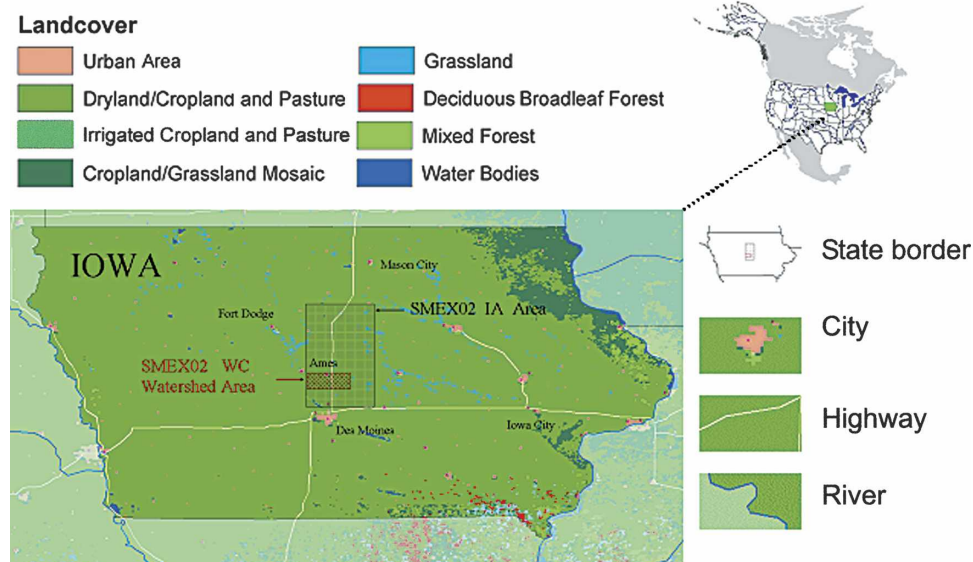 Landcover
Urban Area
Grassland
Dryland/Cropland and Pasture
Deciduous Broadleaf Forest
Irrigated Cropland and Pasture
Mixed Forest
Cropland/Grassland Mosaic
Water Bodies
IOWA
Mason City
Fort Dodge
SMEX02 IA Area
Ames
SMEX02 WC
Watershed Area
Des Moines
Iowa City
State border
City
Highway
River